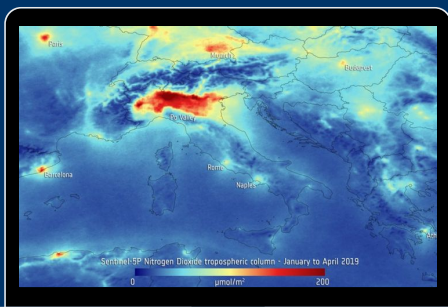 Paris
Munich
Budapest
Po Valley
Barcelona
Rome
Naples
Sentinel-5P Nitrogen Dioxide tropospheric column - January to April 2019
0 µmol/m² 200